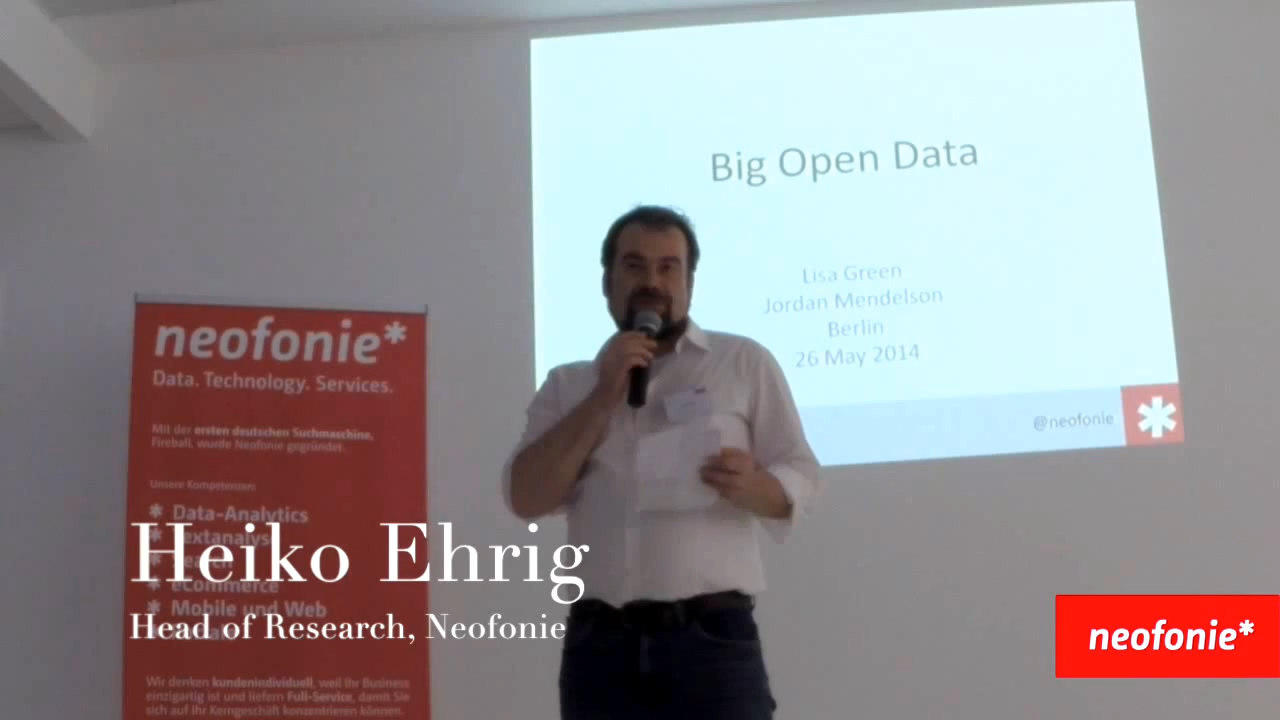 Big Open Data
Lisa Green
Jordan Mendelson
Berlin
26 May 2014
@neofonie
neofonie*
Data. Technology. Services.
Mit der ersten deutschen Suchmaschine,
Fireball, wurde Neofonie gegründet.
Unsere Kompetenzen:
* Data-Analytics
* Textanalyse
* Search
* eCommerce
* Mobile und Web
Heiko Ehrig
Head of Research, Neofonie
Wir denken kundenindividuell, weil Ihr Business
einzigartig ist und liefern Full-Service, damit Sie
sich auf Ihr Kerngeschäft konzentrieren können.
neofonie*